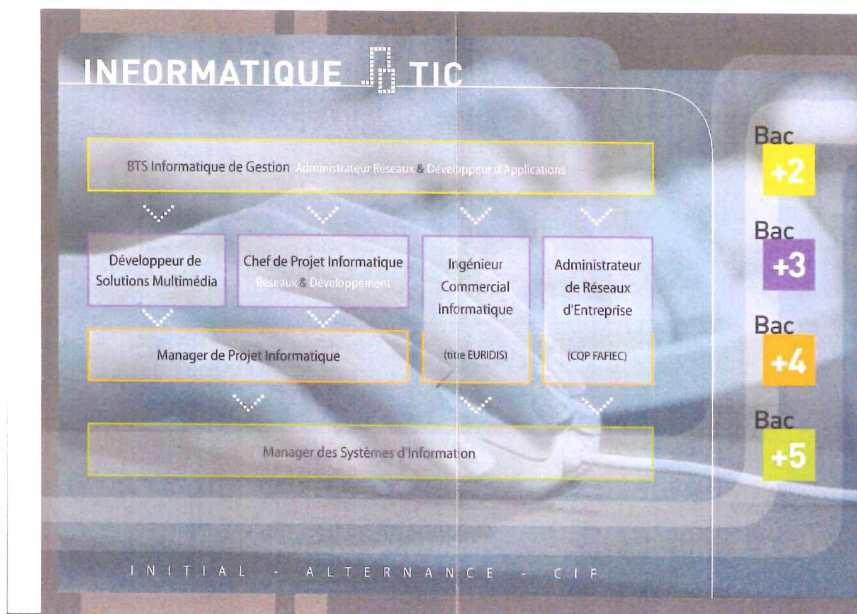 INFORMATIQUE TIC
BTS Informatique de Gestion Administrateur Réseaux & Développeur d'Applications
Bac
+2
Développeur de
Solutions Multimédia
Chef de Projet Informatique
Réseaux & Développement
Ingénieur
Commercial
Informatique
(titre EURIDIS)
Administrateur
de Réseaux
d'Entreprise
(CQP FAFIEC)
Bac
+3
Manager de Projet Informatique
Bac
+4
Manager des Systèmes d'Information
Bac
+5
INITIAL - ALTERNANCE - CIF